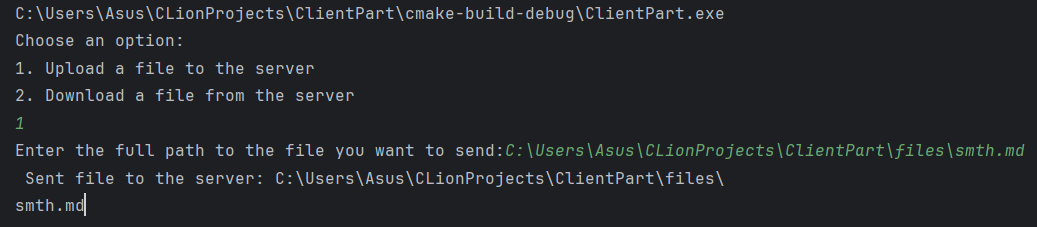 C:\Users\Asus\CLionProjects\ClientPart\cmake-build-debug\ClientPart.exe
Choose an option:
1. Upload a file to the server
2. Download a file from the server
1
Enter the full path to the file you want to send:C:\Users\Asus\CLionProjects\ClientPart\files\smth.md
 Sent file to the server: C:\Users\Asus\CLionProjects\ClientPart\files\
smth.md